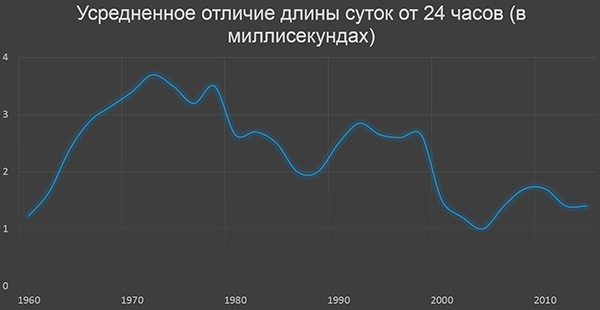 Усредненное отличие длины суток от 24 часов (в
миллисекундах)
4
3
2
1
0
1960 1970 1980 1990 2000 2010